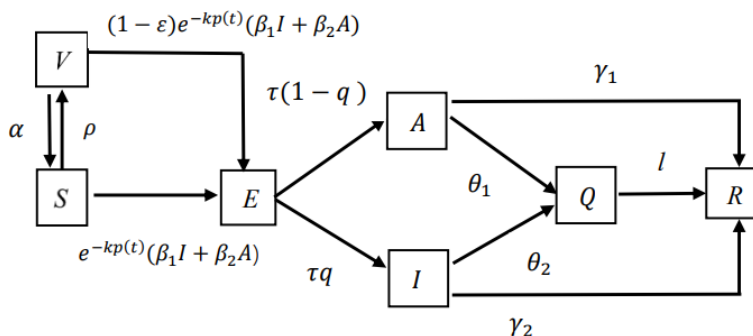 (1 − ε)e^{−kp(t)}(β₁I + β₂A)
V
τ(1 − q )
γ₁
A
α
ρ
S
E
θ₁
Q
l
R
e^{−kp(t)}(β₁I + β₂A)
τq
I
θ₂
γ₂